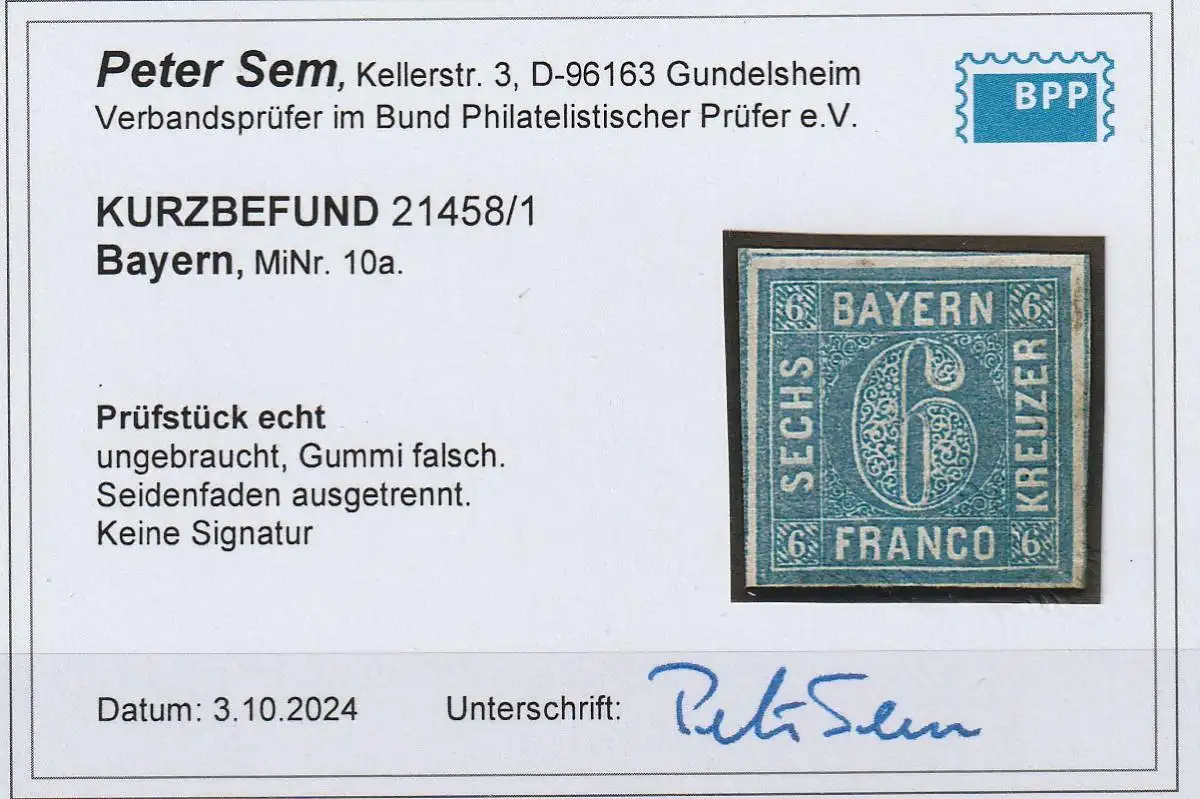 Peter Sem, Kellerstr. 3, D-96163 Gundelsheim
Verbandsprüfer im Bund Philatelistischer Prüfer e.V.
BPP
KURZBEFUND 21458/1
Bayern, MiNr. 10a.
6 BAYERN 6
SECHS
6
KREUZER
6 FRANCO 6
Prüfstück echt
ungebraucht, Gummi falsch.
Seidenfaden ausgetrennt.
Keine Signatur
Datum: 3.10.2024 Unterschrift: Peter Sem